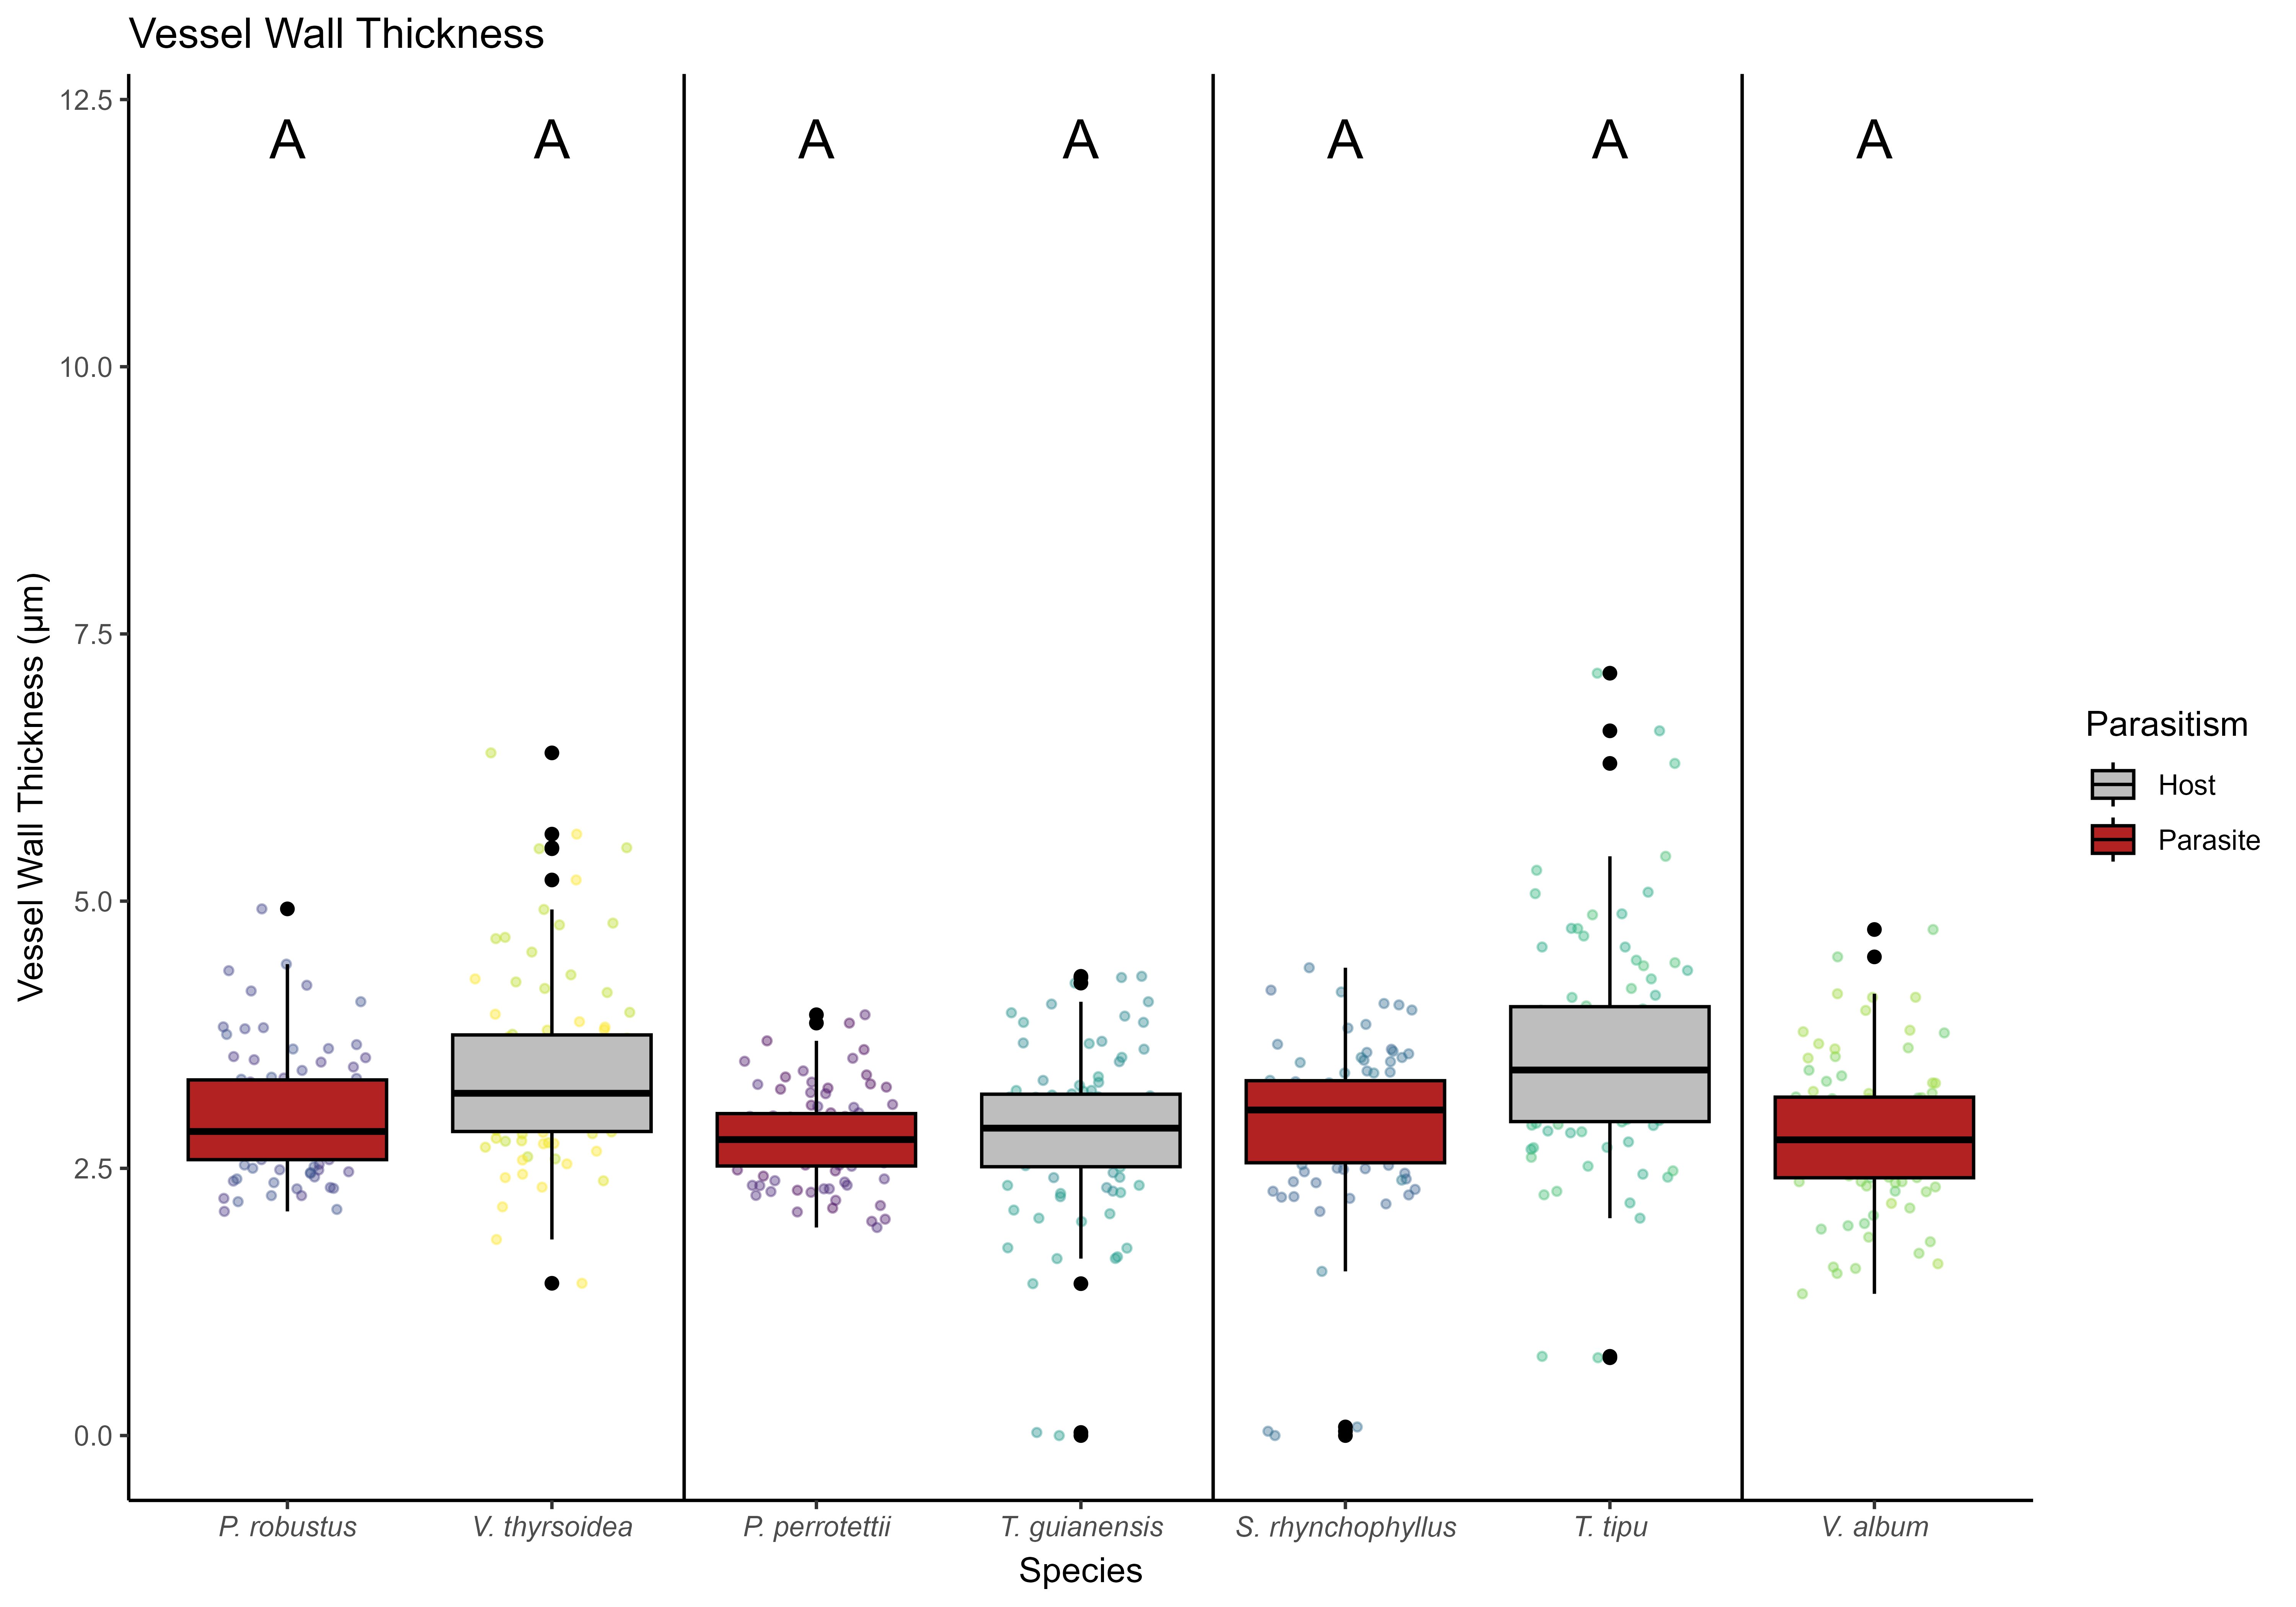 Vessel Wall Thickness
12.5
A A A A A A A
10.0
7.5
5.0
2.5
0.0
Vessel Wall Thickness (µm)
P. robustus V. thyrsoidea P. perrotettii T. guianensis S. rhynchophyllus T. tipu V. album
Species
Parasitism
Host
Parasite